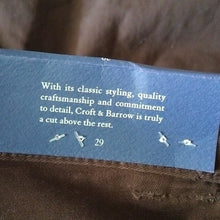 With its classic styling, quality
craftsmanship and commitment
to detail, Croft & Barrow is truly
a cut above the rest.
29